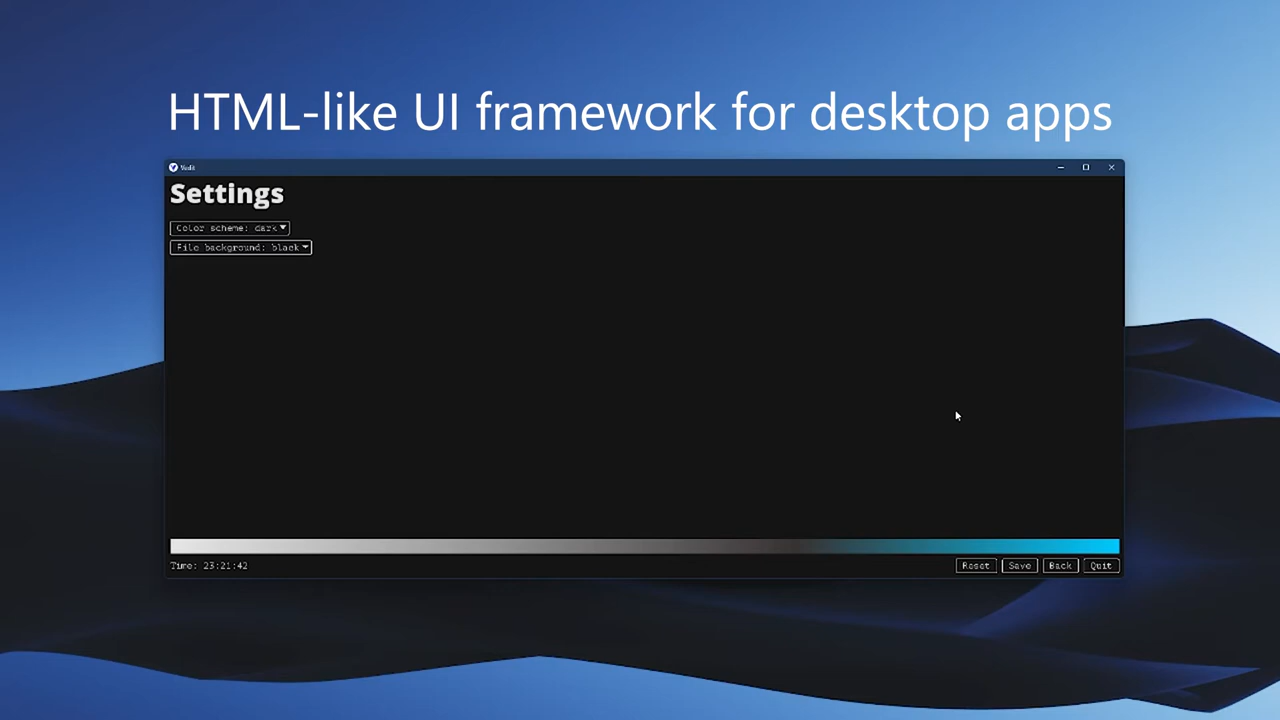 HTML-like UI framework for desktop apps
Vedit
Settings
Color scheme: dark
File background: black
Time: 23:21:42
Reset Save Back Quit